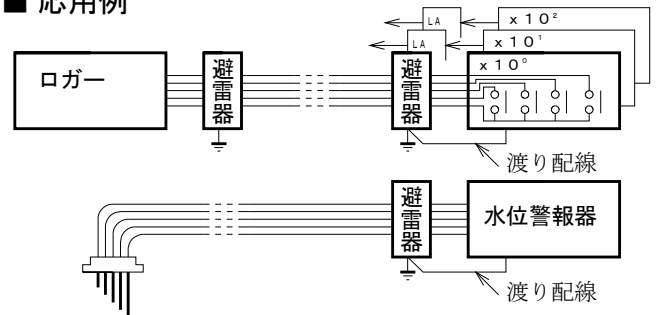 ■ 応用例
LA
x 10²
LA
x 10¹
ロガー
避雷器
避雷器
x 10⁰
渡り配線
避雷器
水位警報器
渡り配線